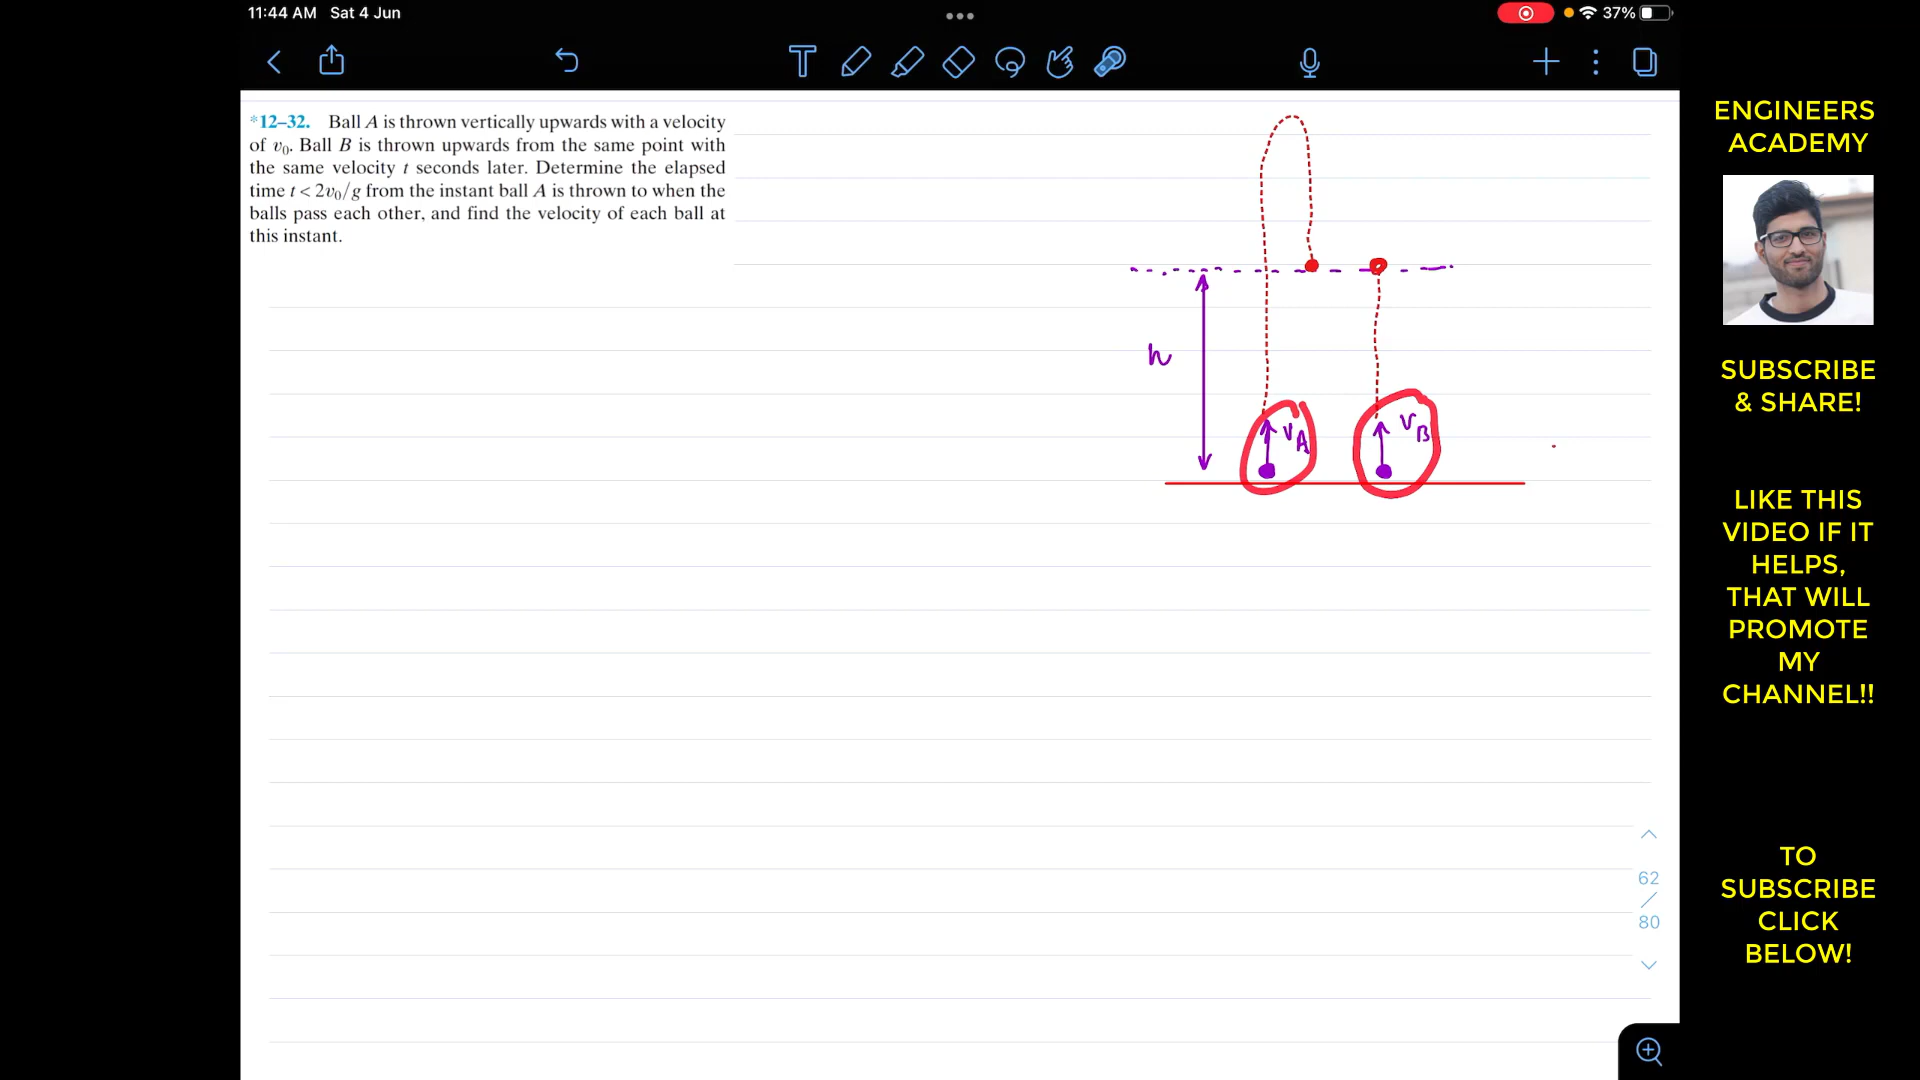 11:44 AM Sat 4 Jun
37%
T
*12–32. Ball A is thrown vertically upwards with a velocity
of v₀. Ball B is thrown upwards from the same point with
the same velocity t seconds later. Determine the elapsed
time t < 2v₀/g from the instant ball A is thrown to when the
balls pass each other, and find the velocity of each ball at
this instant.
h
vA
vB
62
80
ENGINEERS
ACADEMY
SUBSCRIBE
& SHARE!
LIKE THIS
VIDEO IF IT
HELPS,
THAT WILL
PROMOTE
MY
CHANNEL!!
TO
SUBSCRIBE
CLICK
BELOW!